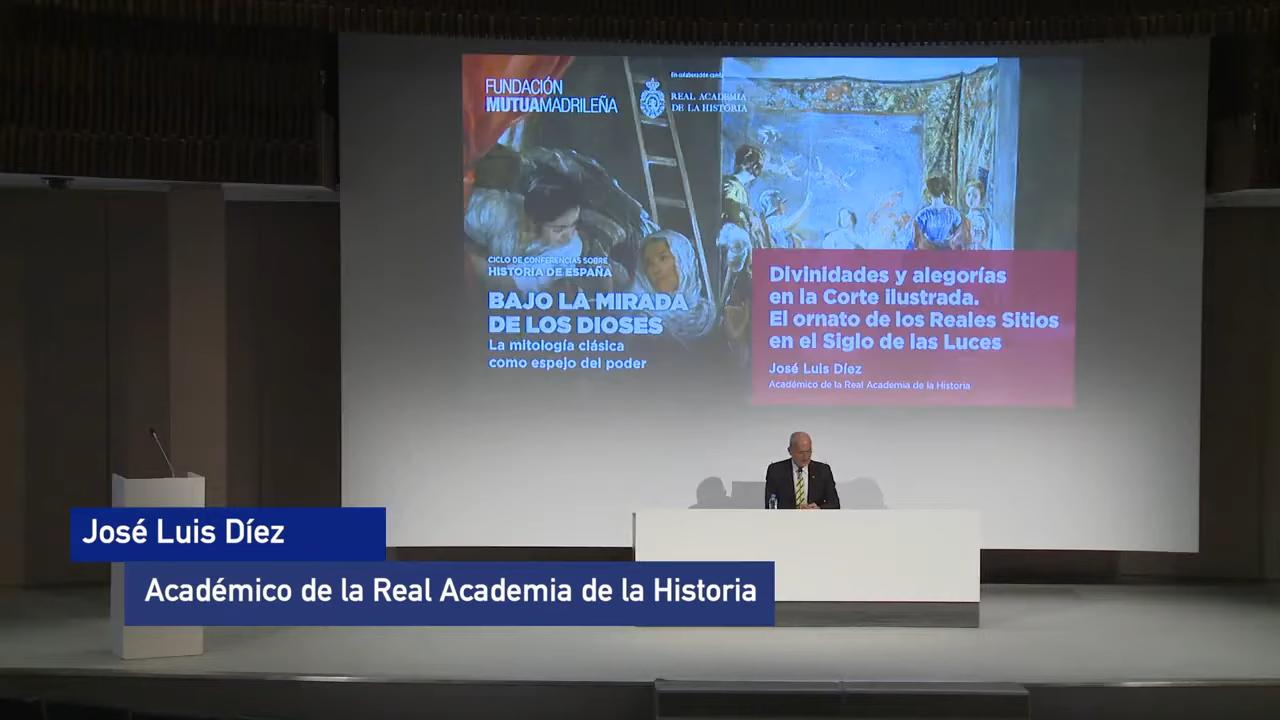 FUNDACIÓN
MUTUAMADRILEÑA
En colaboración con:
REAL ACADEMIA
DE LA HISTORIA
CICLO DE CONFERENCIAS SOBRE
HISTORIA DE ESPAÑA
BAJO LA MIRADA
DE LOS DIOSES
La mitología clásica
como espejo del poder
Divinidades y alegorías
en la Corte ilustrada.
El ornato de los Reales Sitios
en el Siglo de las Luces
José Luis Díez
Académico de la Real Academia de la Historia
José Luis Díez
Académico de la Real Academia de la Historia